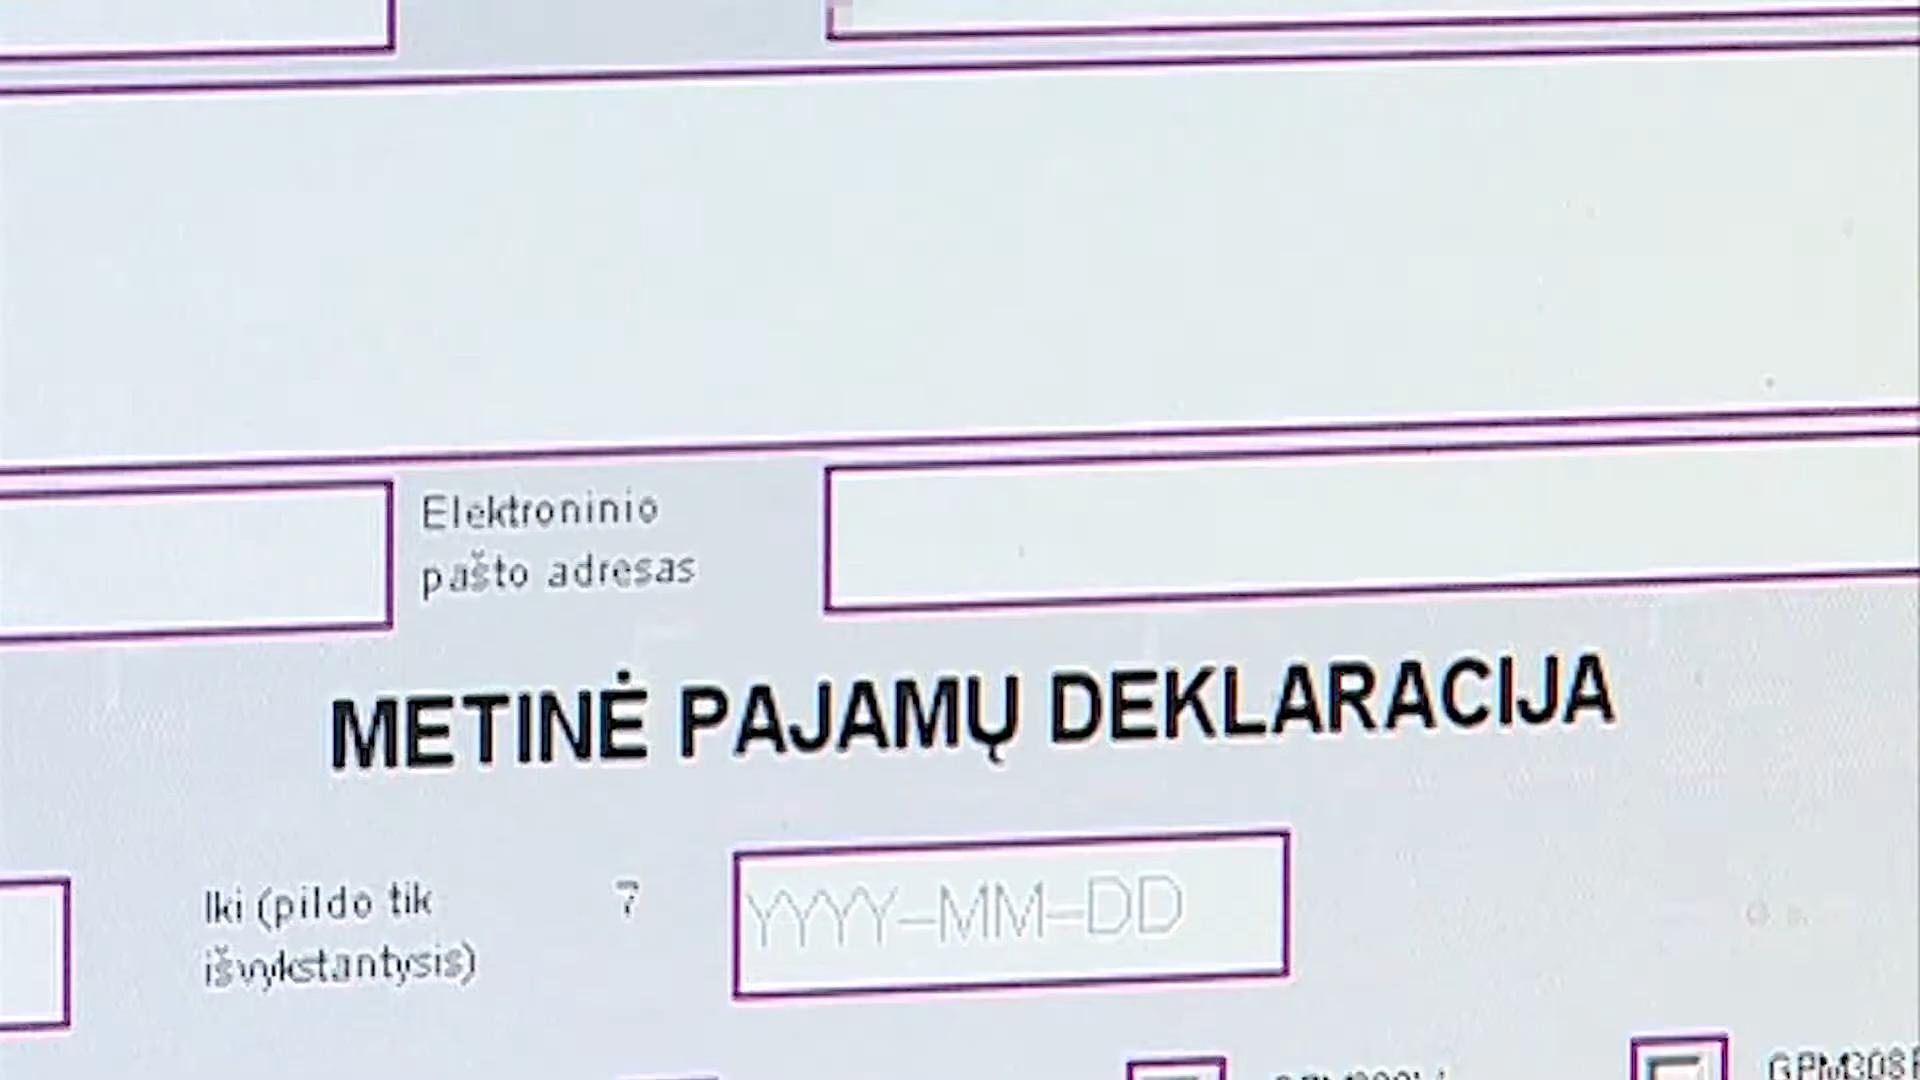 Elektroninio
pašto adresas
METINĖ PAJAMŲ DEKLARACIJA
Iki (pildo tik
išvykstantysis)
7
YYYY-MM-DD